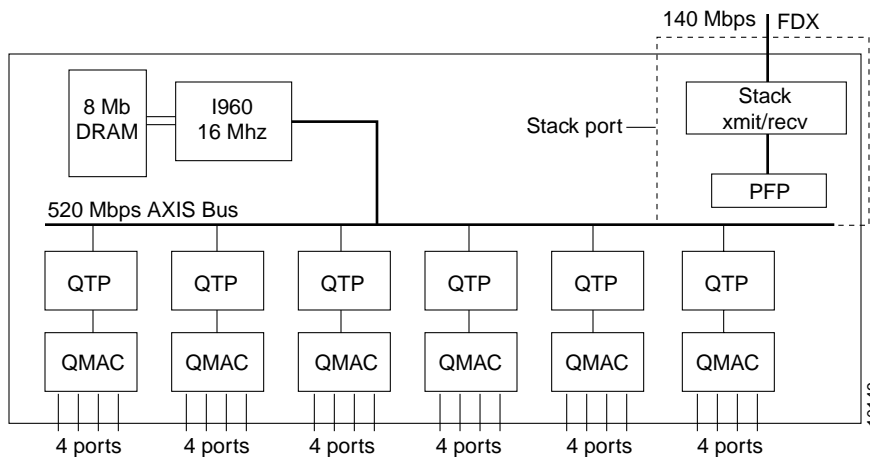 140 Mbps FDX
8 Mb
DRAM
I960
16 Mhz
Stack port
Stack
xmit/recv
PFP
520 Mbps AXIS Bus
QTP QTP QTP QTP QTP QTP
QMAC QMAC QMAC QMAC QMAC QMAC
4 ports 4 ports 4 ports 4 ports 4 ports 4 ports